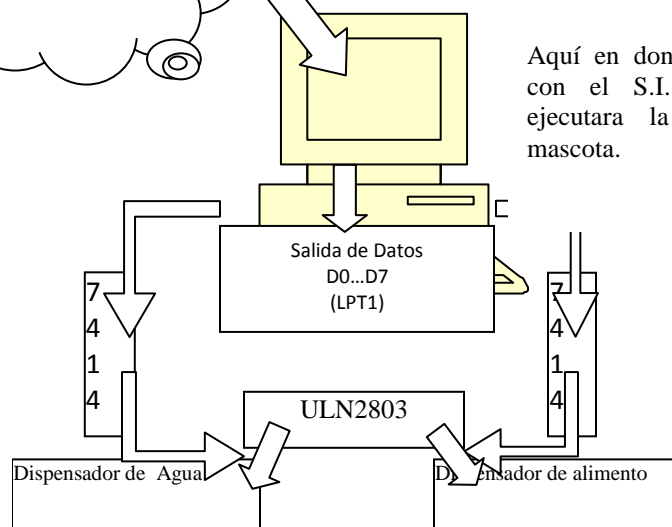 Aquí en don
con el S.I.
ejecutara la
mascota.
Salida de Datos
D0...D7
(LPT1)
7
4
1
4
7
4
1
4
ULN2803
Dispensador de Agua
Dispensador de alimento